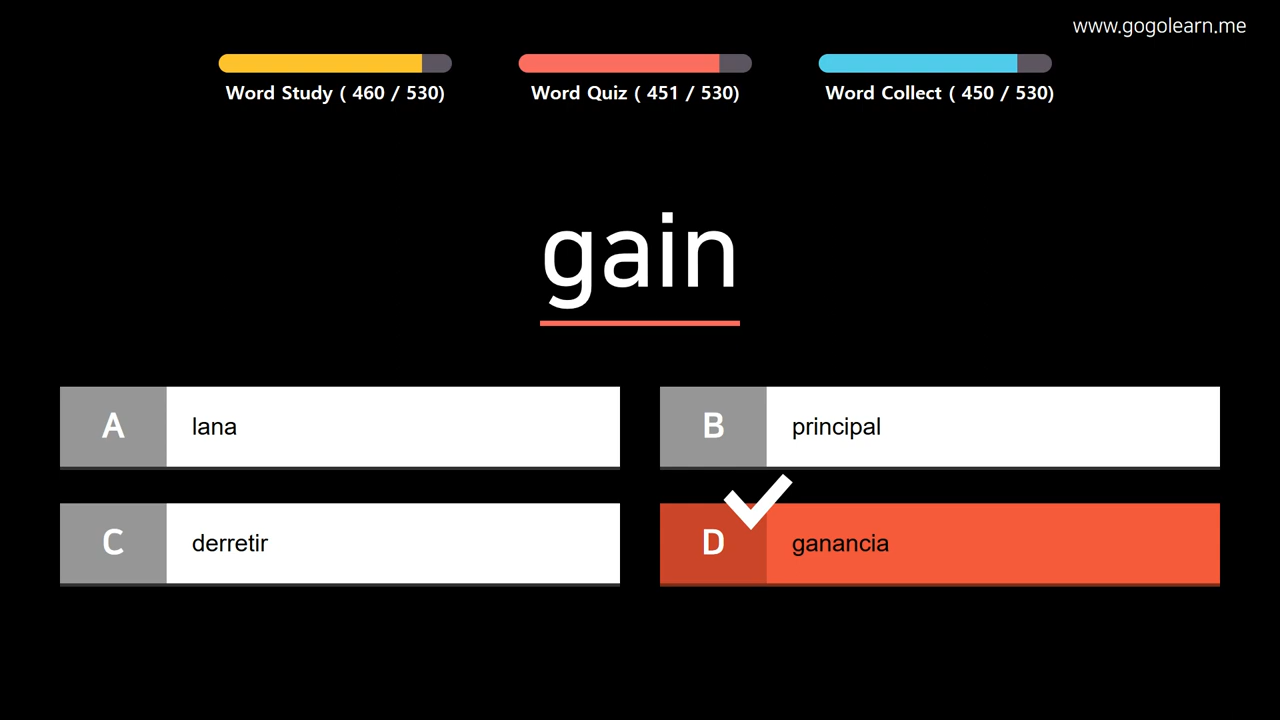 www.gogolearn.me
Word Study ( 460 / 530)
Word Quiz ( 451 / 530)
Word Collect ( 450 / 530)
gain
A lana
B principal
C derretir
D ganancia